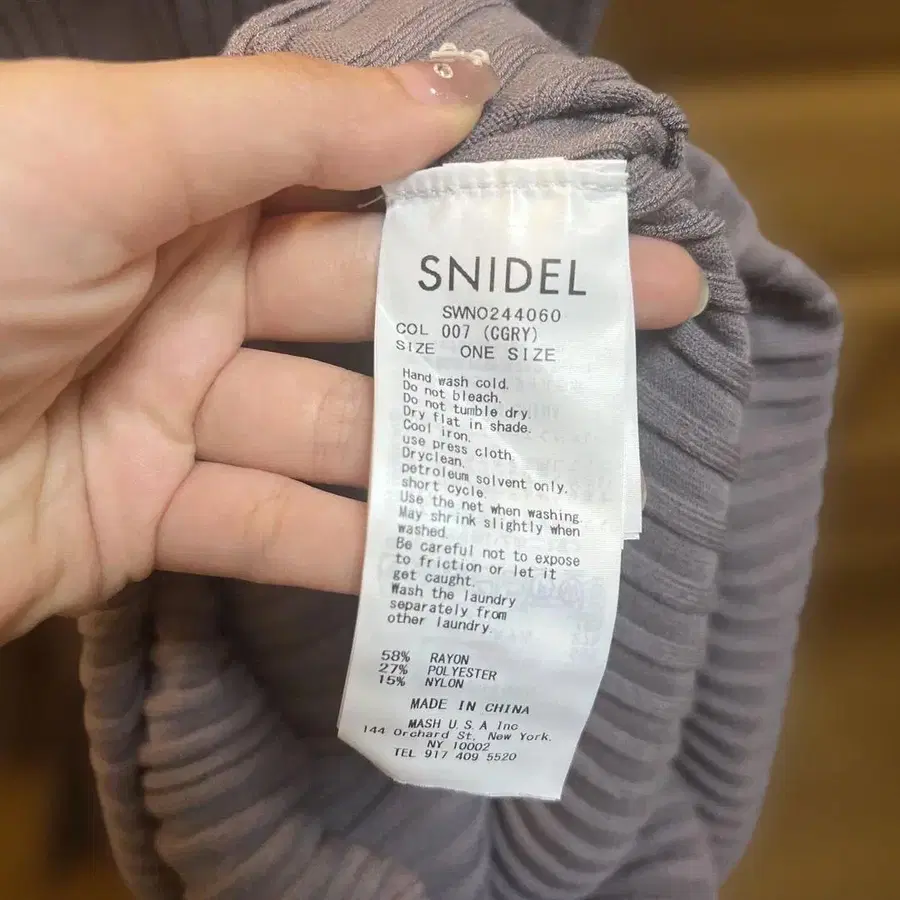 SNIDEL
SWNO244060
COL 007 (CGRY)
SIZE ONE SIZE
Hand wash cold.
Do not bleach.
Do not tumble dry.
Dry flat in shade.
Cool iron.
use press cloth.
Dryclean.
petroleum solvent only.
short cycle.
Use the net when washing.
May shrink slightly when
washed.
Be careful not to expose
to friction or let it
get caught.
Wash the laundry
separately from
other laundry.
58% RAYON
27% POLYESTER
15% NYLON
MADE IN CHINA
MASH U.S.A Inc
144 Orchard St, New York.
NY 10002
TEL 917 409 5520